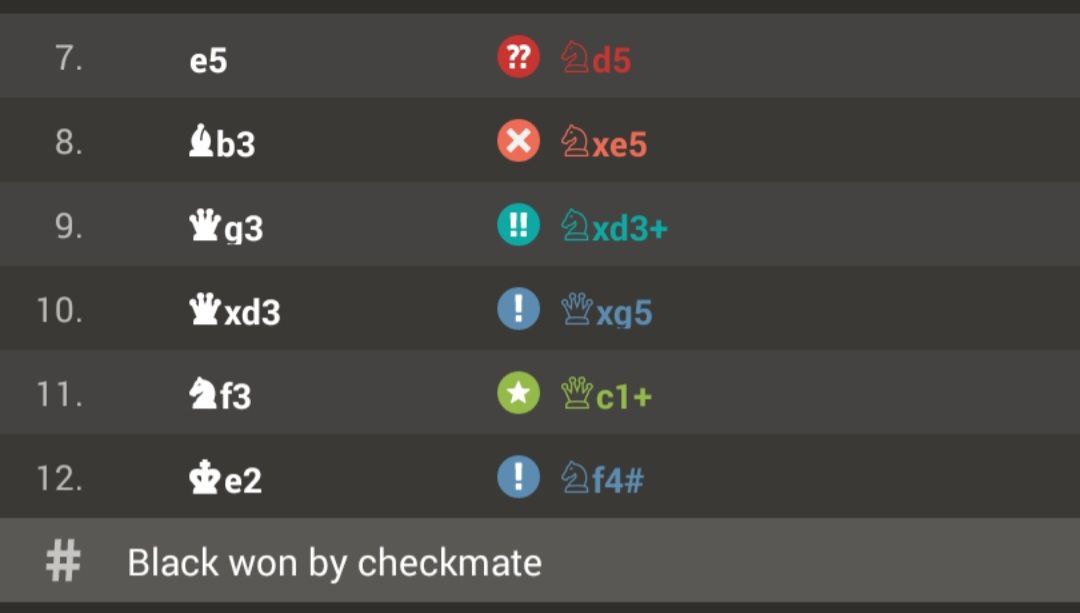 7. e5 ?? ♘d5
8. ♝b3 ♘xe5
9. ♛g3 !! ♘xd3+
10. ♛xd3 ! ♕xg5
11. ♞f3 ♕c1+
12. ♚e2 ! ♘f4#
# Black won by checkmate